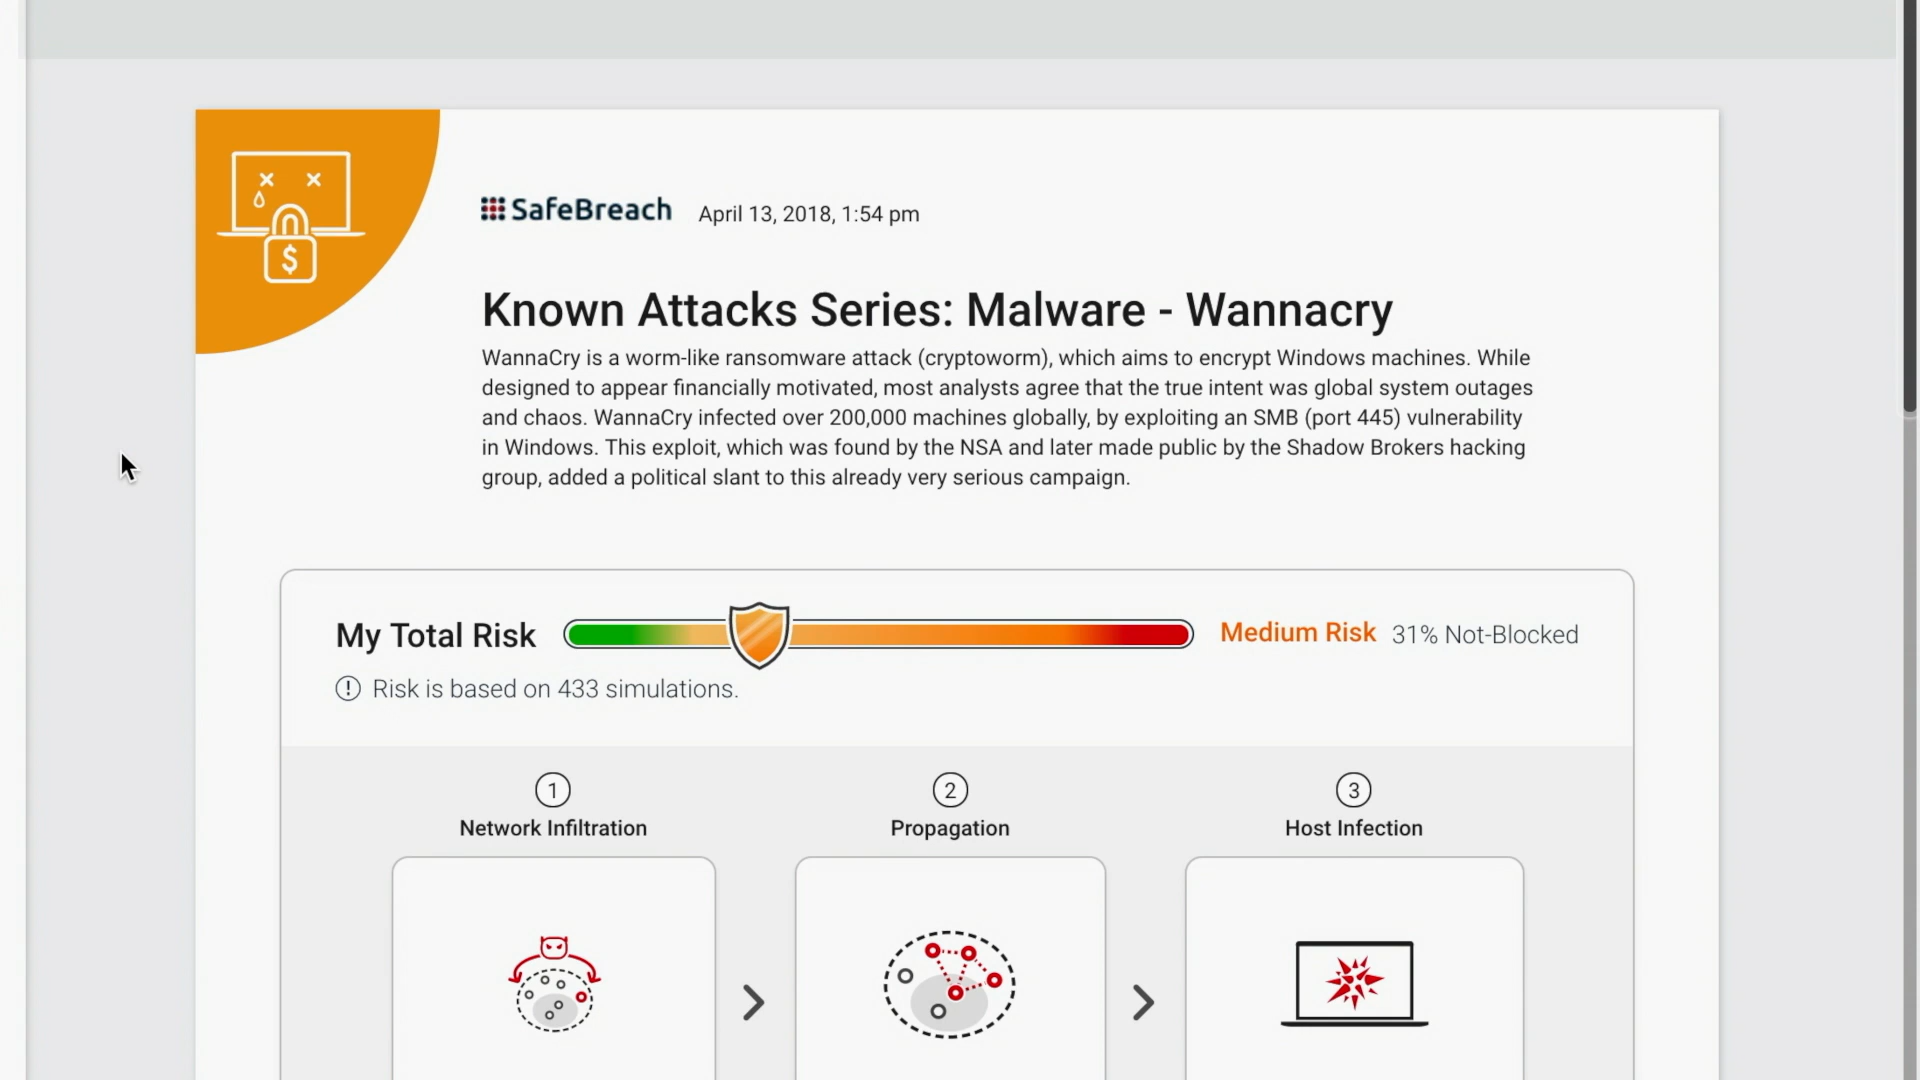 SafeBreach April 13, 2018, 1:54 pm
Known Attacks Series: Malware - Wannacry
WannaCry is a worm-like ransomware attack (cryptoworm), which aims to encrypt Windows machines. While
designed to appear financially motivated, most analysts agree that the true intent was global system outages
and chaos. WannaCry infected over 200,000 machines globally, by exploiting an SMB (port 445) vulnerability
in Windows. This exploit, which was found by the NSA and later made public by the Shadow Brokers hacking
group, added a political slant to this already very serious campaign.
My Total Risk Medium Risk 31% Not-Blocked
Risk is based on 433 simulations.
1 2 3
Network Infiltration Propagation Host Infection